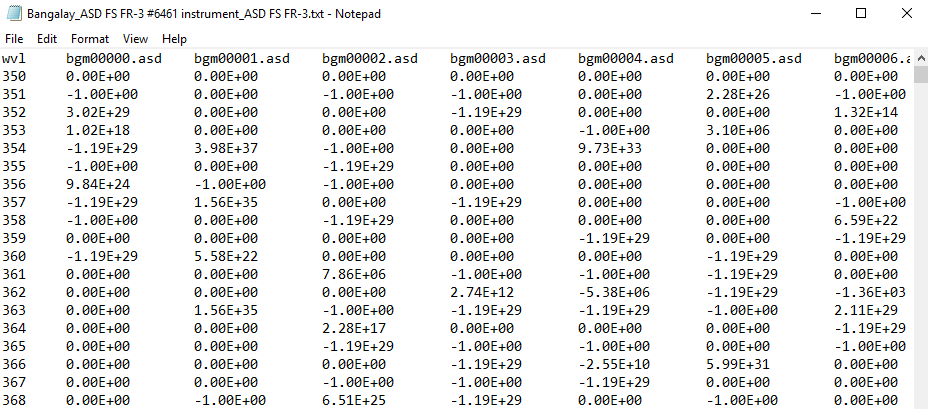 Bangalay_ASD FS FR-3 #6461 instrument_ASD FS FR-3.txt - Notepad
File Edit Format View Help
wvl bgm00000.asd bgm00001.asd bgm00002.asd bgm00003.asd bgm00004.asd bgm00005.asd bgm00006.a
350 0.00E+00 0.00E+00 0.00E+00 0.00E+00 0.00E+00 0.00E+00 0.00E+00
351 -1.00E+00 0.00E+00 -1.00E+00 -1.00E+00 0.00E+00 2.28E+26 -1.00E+00
352 3.02E+29 0.00E+00 0.00E+00 -1.19E+29 0.00E+00 0.00E+00 1.32E+14
353 1.02E+18 0.00E+00 0.00E+00 0.00E+00 -1.00E+00 3.10E+06 -1.00E+00
354 -1.19E+29 3.98E+37 -1.00E+00 0.00E+00 9.73E+33 0.00E+00 0.00E+00
355 -1.00E+00 0.00E+00 -1.19E+29 0.00E+00 0.00E+00 0.00E+00 0.00E+00
356 9.84E+24 -1.00E+00 -1.00E+00 0.00E+00 0.00E+00 0.00E+00 0.00E+00
357 -1.19E+29 1.56E+35 0.00E+00 -1.19E+29 0.00E+00 0.00E+00 -1.00E+00
358 -1.00E+00 0.00E+00 -1.19E+29 0.00E+00 0.00E+00 0.00E+00 6.59E+22
359 0.00E+00 0.00E+00 0.00E+00 0.00E+00 -1.19E+29 0.00E+00 -1.19E+29
360 -1.19E+29 5.58E+22 0.00E+00 0.00E+00 0.00E+00 -1.19E+29 0.00E+00
361 0.00E+00 0.00E+00 7.86E+06 -1.00E+00 -1.00E+00 -1.19E+29 0.00E+00
362 0.00E+00 0.00E+00 0.00E+00 2.74E+12 -5.38E+06 -1.19E+29 -1.36E+03
363 0.00E+00 1.56E+35 -1.00E+00 -1.19E+29 -1.19E+29 -1.00E+00 2.11E+29
364 0.00E+00 0.00E+00 2.28E+17 0.00E+00 0.00E+00 0.00E+00 -1.19E+29
365 0.00E+00 0.00E+00 -1.19E+29 -1.00E+00 -1.00E+00 0.00E+00 -1.00E+00
366 0.00E+00 0.00E+00 0.00E+00 -1.19E+29 -2.55E+10 5.99E+31 0.00E+00
367 0.00E+00 0.00E+00 -1.00E+00 -1.00E+00 -1.19E+29 0.00E+00 0.00E+00
368 0.00E+00 -1.00E+00 6.51E+25 -1.19E+29 0.00E+00 -1.00E+00 0.00E+00